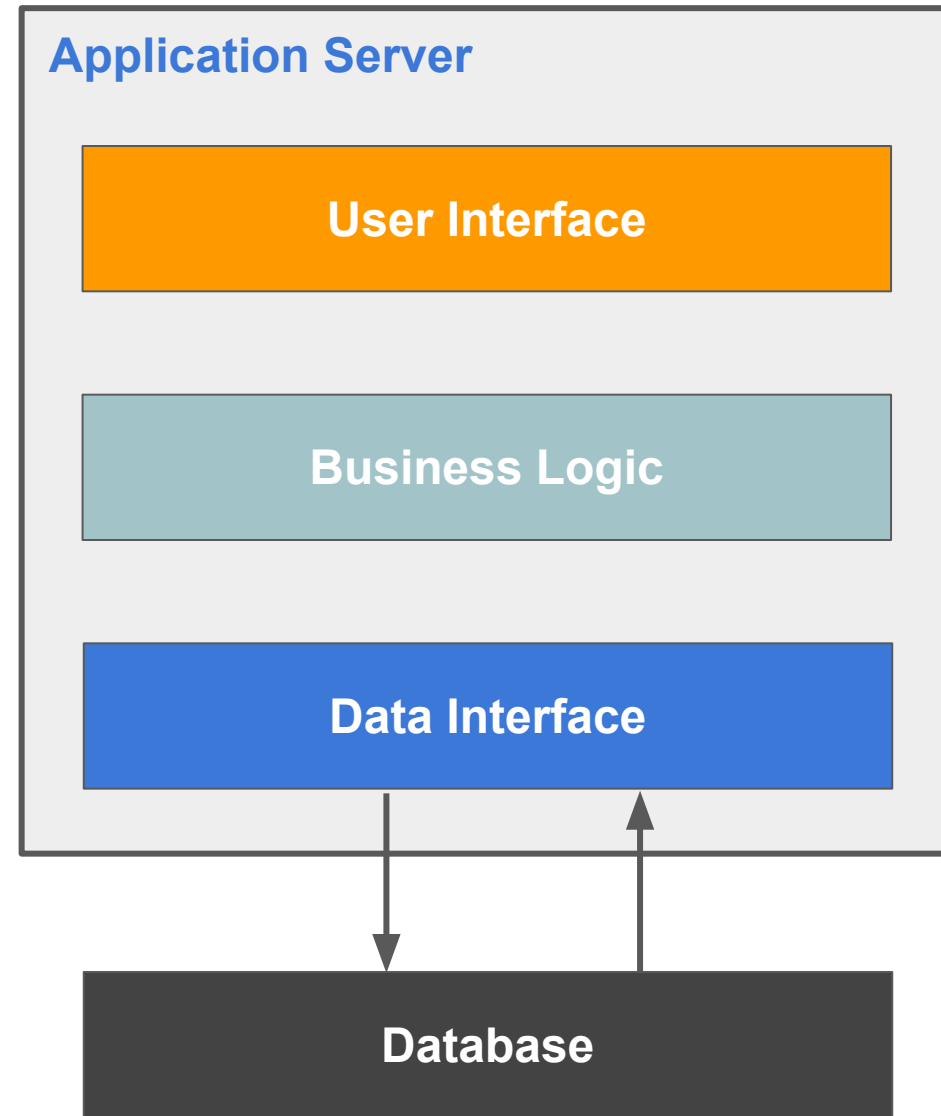 Application Server
User Interface
Business Logic
Data Interface
Database